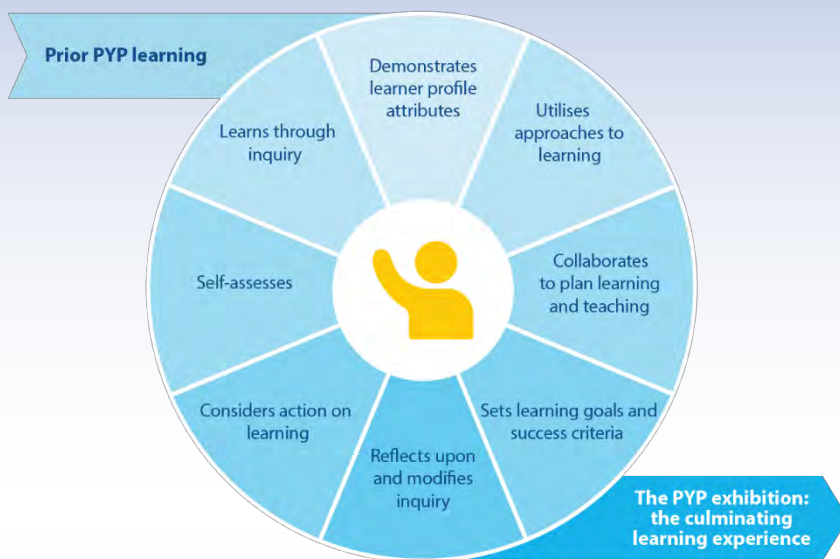 Prior PYP learning
Demonstrates
learner profile
attributes
Utilises
approaches to
learning
Collaborates
to plan learning
and teaching
Sets learning goals and
success criteria
Reflects upon
and modifies
inquiry
Considers action on
learning
Self-assesses
Learns through
inquiry
The PYP exhibition:
the culminating
learning experience